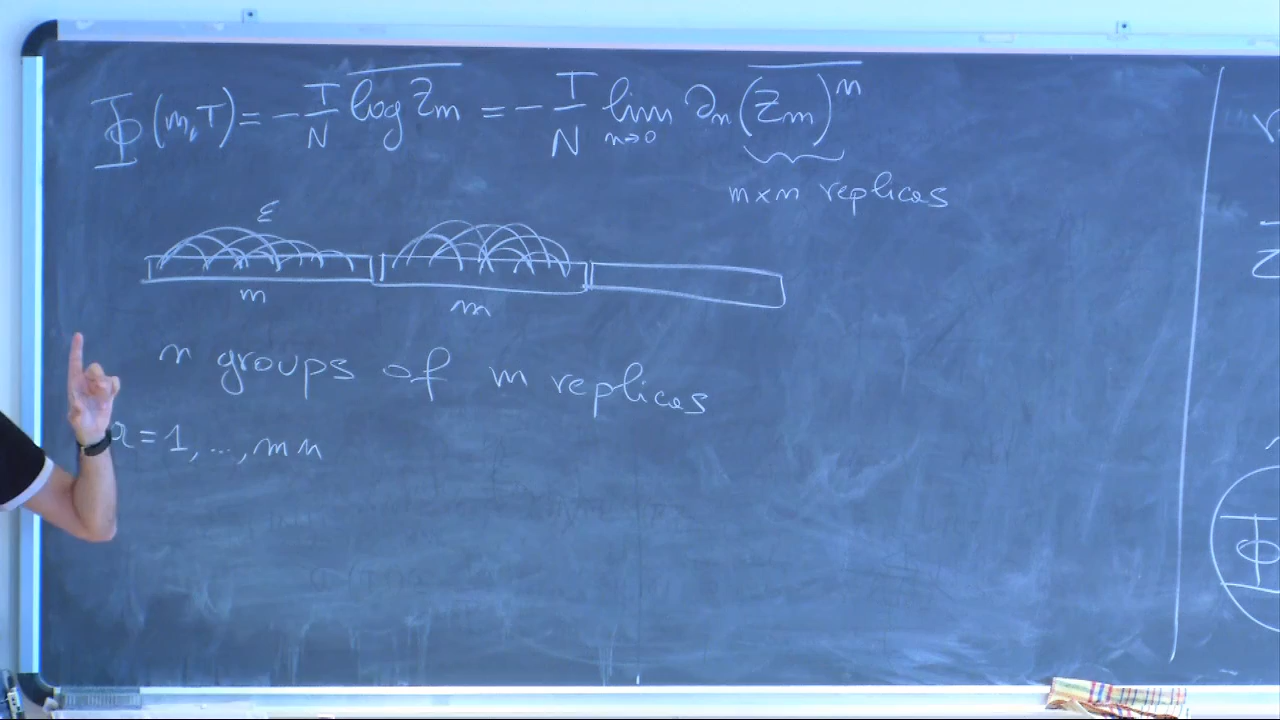 Φ(m,T) = - T/N \overline{log Z_m} = - T/N lim_{n→0} ∂_n \overline{(Z_m)^n}
m×n replicas
ε
m m
n groups of m replicas
a=1,...,mn
Φ